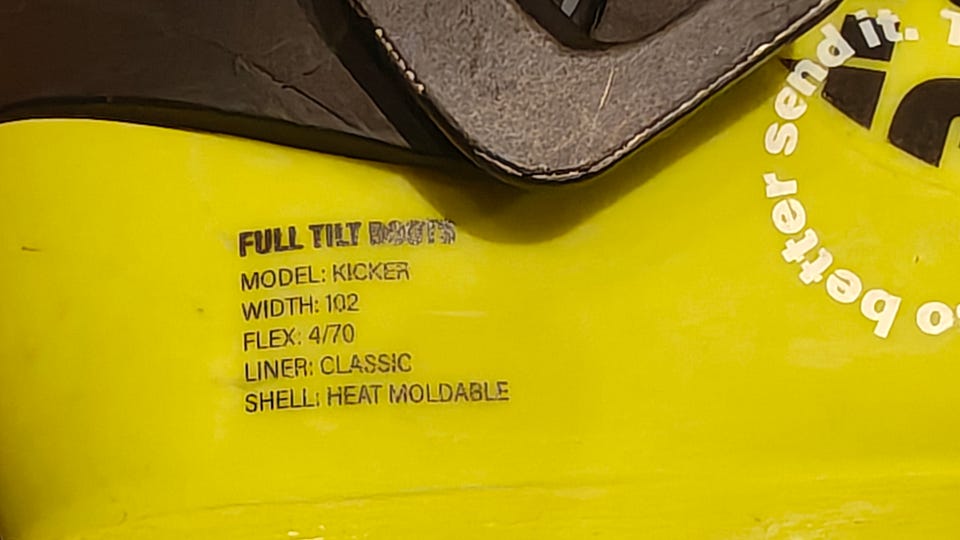 FULL TILT BOOTS
MODEL: KICKER
WIDTH: 102
FLEX: 4/70
LINER: CLASSIC
SHELL: HEAT MOLDABLE
better send it.